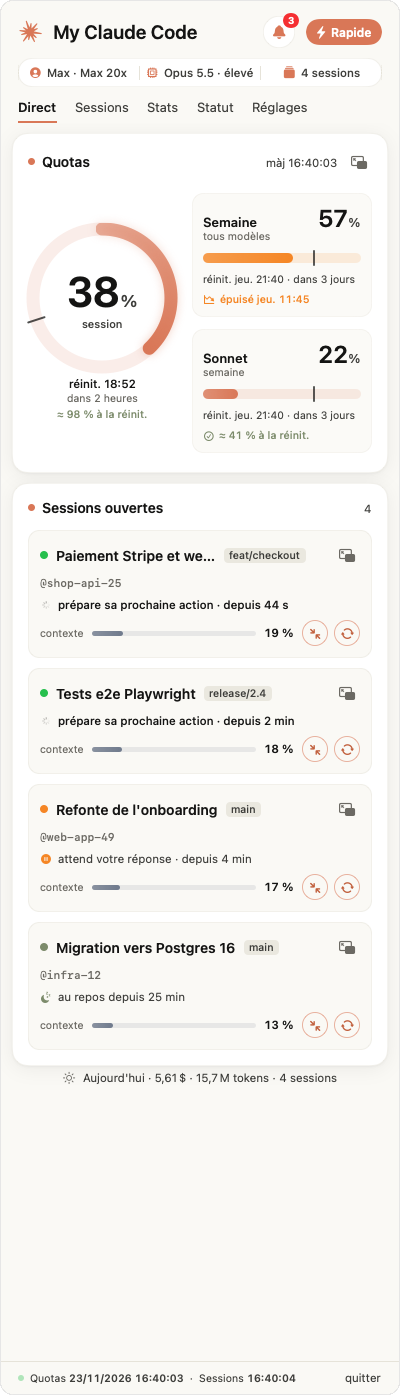 My Claude Code
3
Rapide
Max · Max 20x
Opus 5.5 · élevé
4 sessions
Direct
Sessions
Stats
Statut
Réglages
Quotas
màj 16:40:03
38%
session
réinit. 18:52
dans 2 heures
≈ 98 % à la réinit.
Semaine
57%
tous modèles
réinit. jeu. 21:40 · dans 3 jours
épuisé jeu. 11:45
Sonnet
22%
semaine
réinit. jeu. 21:40 · dans 3 jours
≈ 41 % à la réinit.
Sessions ouvertes
4
Paiement Stripe et we...
feat/checkout
@shop-api-25
prépare sa prochaine action · depuis 44 s
contexte
19 %
Tests e2e Playwright
release/2.4
prépare sa prochaine action · depuis 2 min
contexte
18 %
Refonte de l'onboarding
main
@web-app-49
attend votre réponse · depuis 4 min
contexte
17 %
Migration vers Postgres 16
main
@infra-12
au repos depuis 25 min
contexte
13 %
Aujourd'hui · 5,61 $ · 15,7 M tokens · 4 sessions
Quotas 23/11/2026 16:40:03 · Sessions 16:40:04
quitter